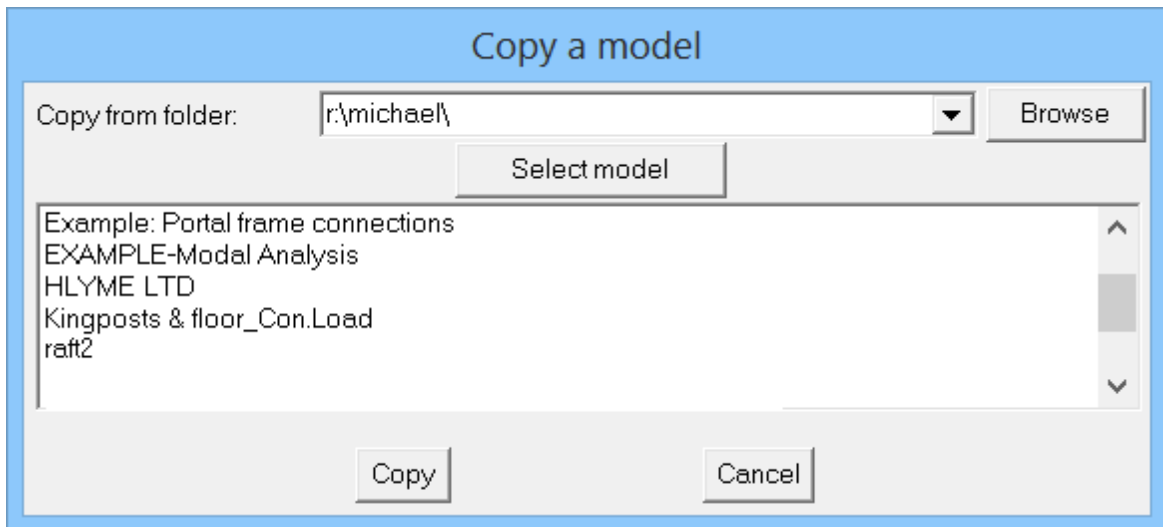 Copy a model
Copy from folder: r:\michael\ Browse
Select model
Example: Portal frame connections
EXAMPLE-Modal Analysis
HLYME LTD
Kingposts & floor_Con.Load
raft2
Copy Cancel